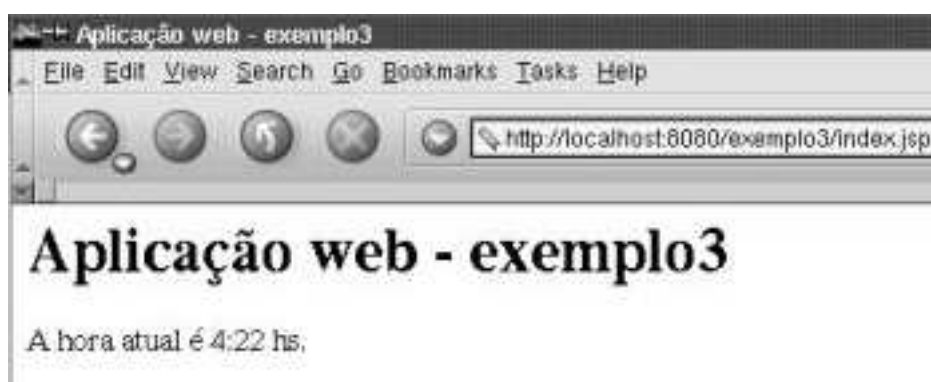 Aplicação web - exemplo3
File Edit View Search Go Bookmarks Tasks Help
http://localhost:8080/exemplo3/index.jsp
Aplicação web - exemplo3
A hora atual é 4:22 hs.